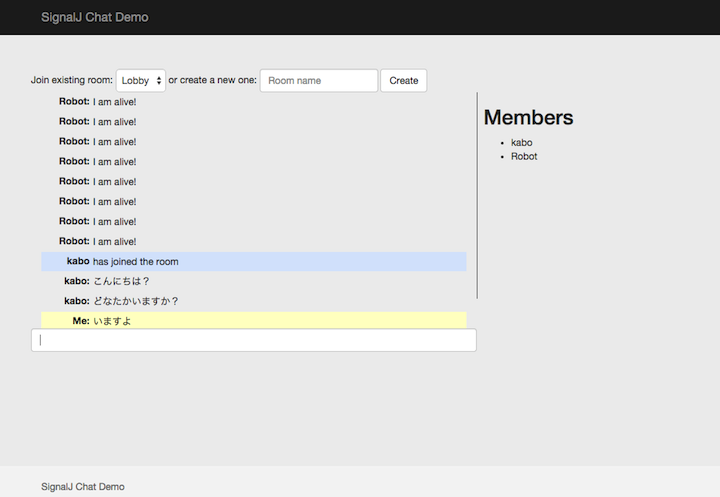 SignalJ Chat Demo
Join existing room: Lobby or create a new one: Room name Create
Robot: I am alive!
Robot: I am alive!
Robot: I am alive!
Robot: I am alive!
Robot: I am alive!
Robot: I am alive!
Robot: I am alive!
Robot: I am alive!
kabo has joined the room
kabo: こんにちは？
kabo: どなたかいますか？
Me: いますよ
Members
kabo
Robot
SignalJ Chat Demo